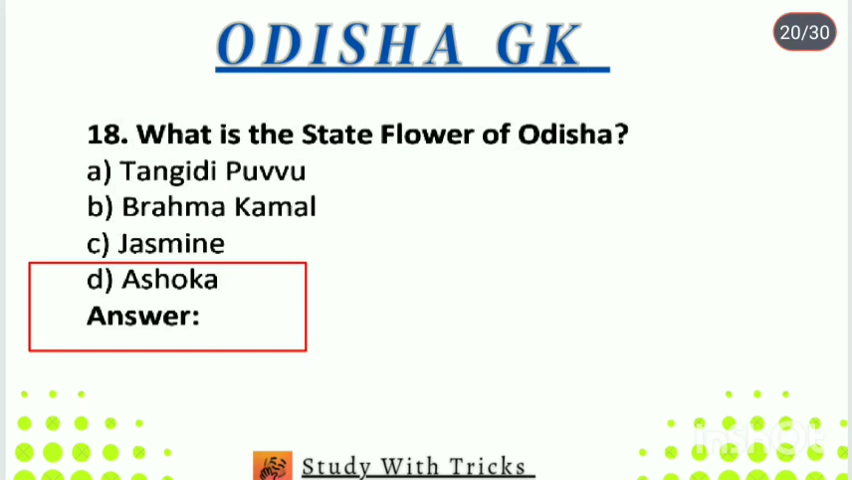 ODISHA GK
20/30
18. What is the State Flower of Odisha?
a) Tangidi Puvvu
b) Brahma Kamal
c) Jasmine
d) Ashoka
Answer:
InShOt
Study With Tricks